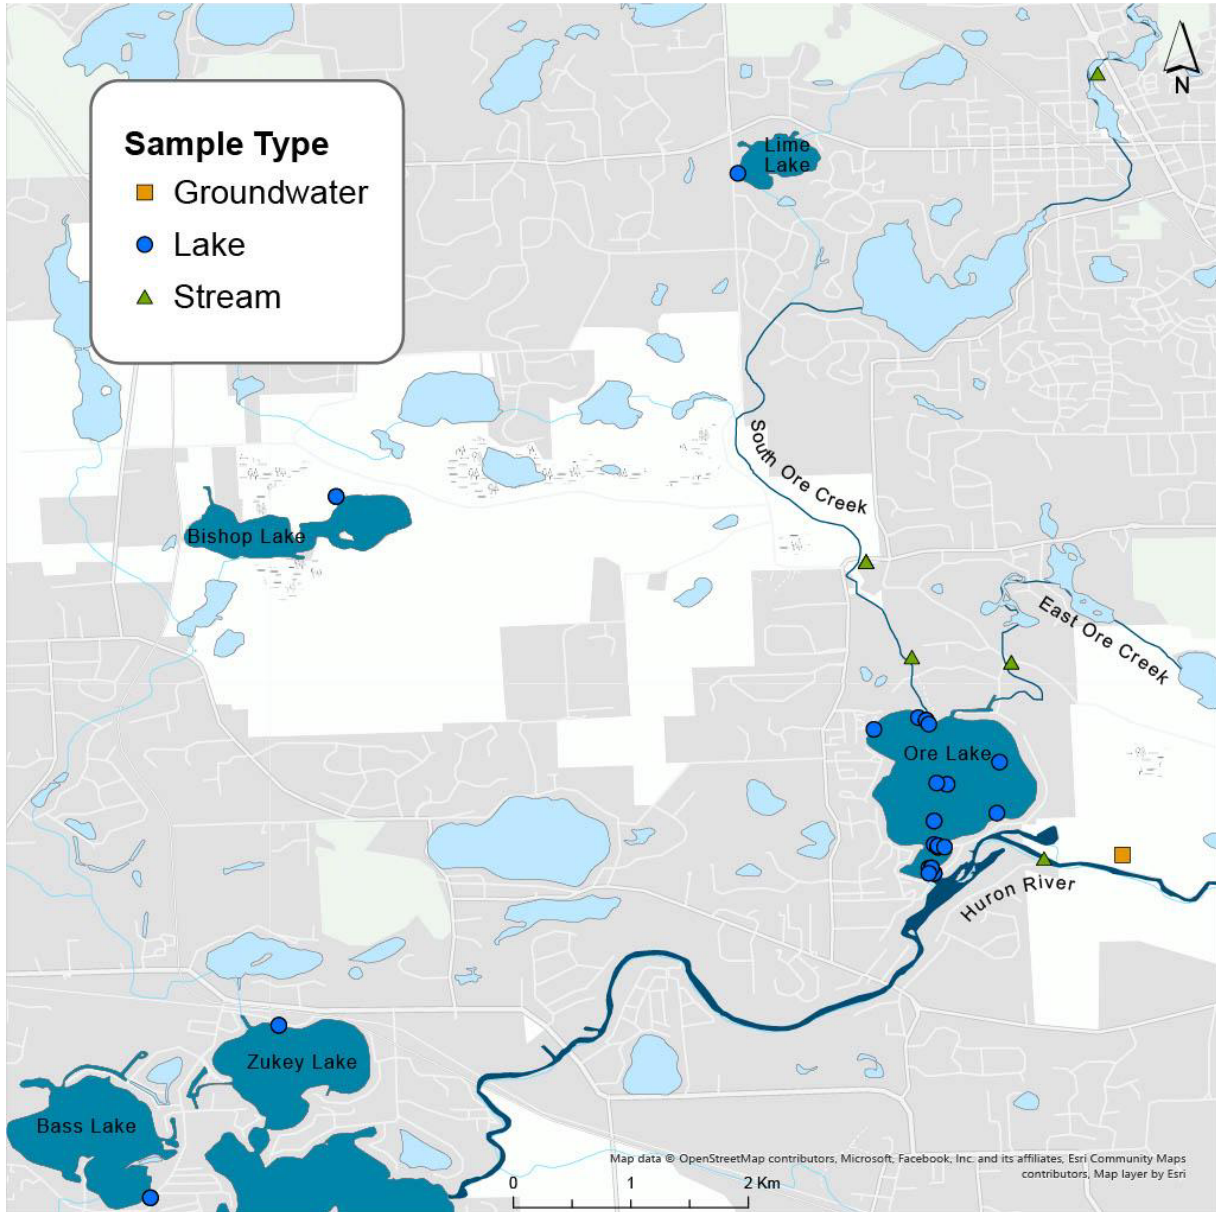 N
Sample Type
Groundwater
Lake
Stream
Lime
Lake
South Ore Creek
Bishop Lake
East Ore Creek
Ore Lake
Huron River
Zukey Lake
Bass Lake
Map data © OpenStreetMap contributors, Microsoft, Facebook, Inc. and its affiliates, Esri Community Maps
contributors, Map layer by Esri
0 1 2 Km